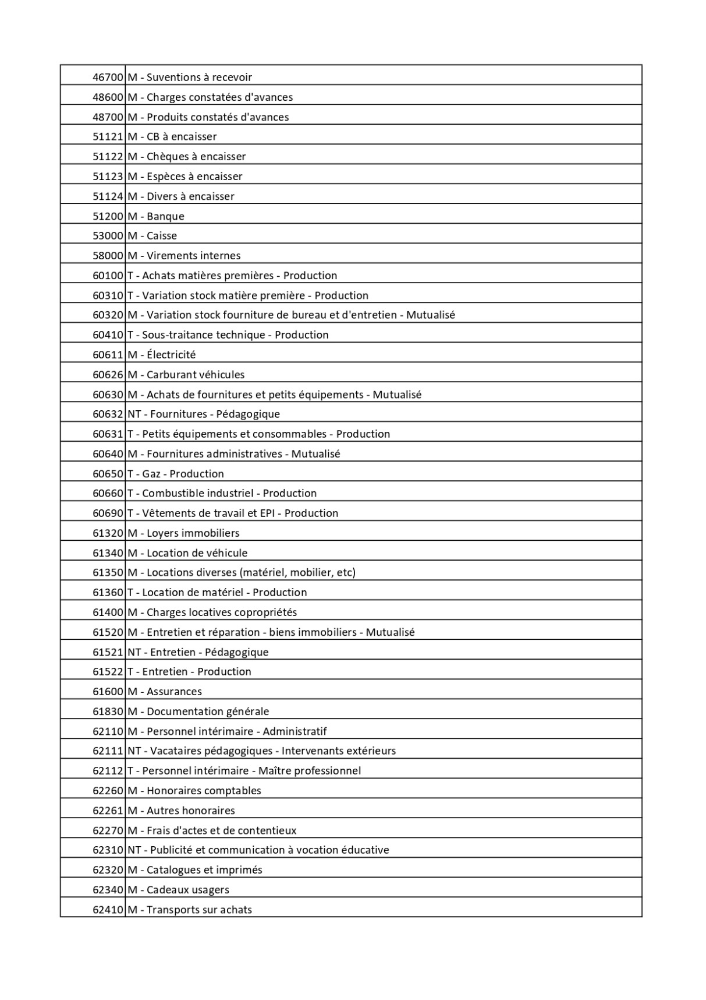 46700 M - Suventions à recevoir
48600 M - Charges constatées d'avances
48700 M - Produits constatés d'avances
51121 M - CB à encaisser
51122 M - Chèques à encaisser
51123 M - Espèces à encaisser
51124 M - Divers à encaisser
51200 M - Banque
53000 M - Caisse
58000 M - Virements internes
60100 T - Achats matières premières - Production
60310 T - Variation stock matière première - Production
60320 M - Variation stock fourniture de bureau et d'entretien - Mutualisé
60410 T - Sous-traitance technique - Production
60611 M - Électricité
60626 M - Carburant véhicules
60630 M - Achats de fournitures et petits équipements - Mutualisé
60632 NT - Fournitures - Pédagogique
60631 T - Petits équipements et consommables - Production
60640 M - Fournitures administratives - Mutualisé
60650 T - Gaz - Production
60660 T - Combustible industriel - Production
60690 T - Vêtements de travail et EPI - Production
61320 M - Loyers immobiliers
61340 M - Location de véhicule
61350 M - Locations diverses (matériel, mobilier, etc)
61360 T - Location de matériel - Production
61400 M - Charges locatives copropriétés
61520 M - Entretien et réparation - biens immobiliers - Mutualisé
61521 NT - Entretien - Pédagogique
61522 T - Entretien - Production
61600 M - Assurances
61830 M - Documentation générale
62110 M - Personnel intérimaire - Administratif
62111 NT - Vacataires pédagogiques - Intervenants extérieurs
62112 T - Personnel intérimaire - Maître professionnel
62260 M - Honoraires comptables
62261 M - Autres honoraires
62270 M - Frais d'actes et de contentieux
62310 NT - Publicité et communication à vocation éducative
62320 M - Catalogues et imprimés
62340 M - Cadeaux usagers
62410 M - Transports sur achats